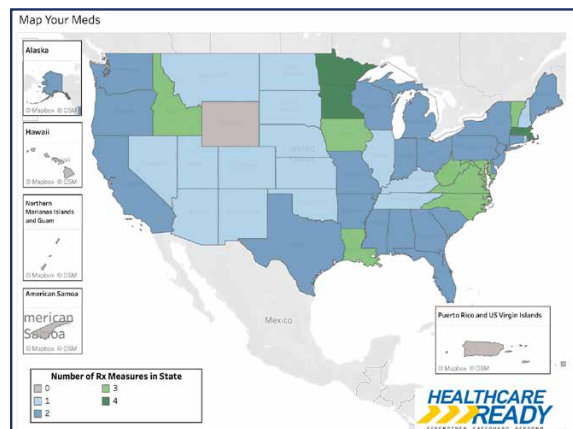 Map Your Meds
Alaska
© Mapbox © OSM
Hawaii
© Mapbox © OSM
Northern
Marianas Islands
and Guam
© Mapbox © OSM
American Samoa
merican
Samoa
© Mapbox © OSM
Mexico
Puerto Rico and US Virgin Islands
© Mapbox © OSM
Number of Rx Measures in State
0
1
2
3
4
HEALTHCARE
READY